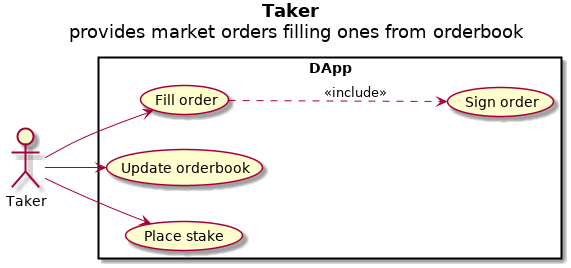 Taker
provides market orders filling ones from orderbook
DApp
Fill order
«include»
Sign order
Update orderbook
Taker
Place stake